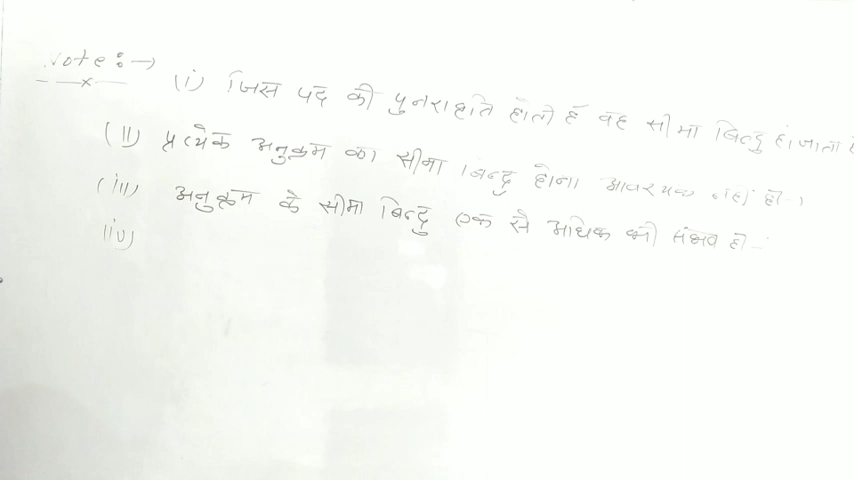 Note :→
(i) जिस पद की पुनरावृति होती है वह सीमा बिन्दु हो जाता है
(ii) प्रत्येक अनुक्रम का सीमा बिन्दु होना आवश्यक नहीं है।
(iii) अनुक्रम के सीमा बिन्दु एक से अधिक भी संभव है
(iv)